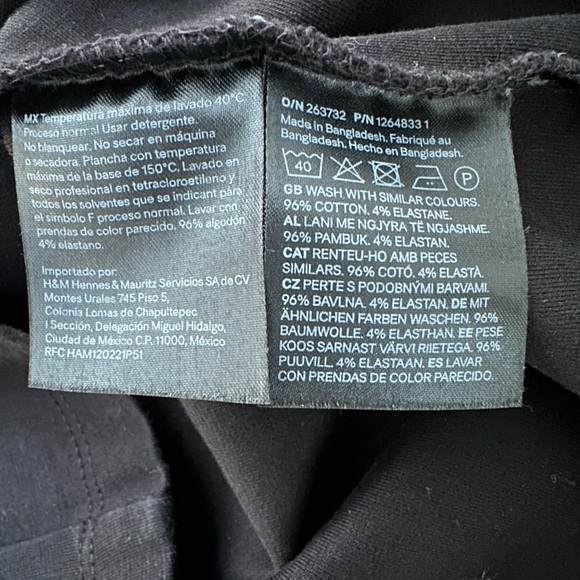 MX Temperatura máxima de lavado 40°C
Proceso normal Usar detergente.
No blanquear. No secar en máquina
o secadora. Plancha con temperatura
máxima de la base de 150°C. Lavado en
seco profesional en tetracloroetileno y
todos los solventes que se indican para
el simbolo F proceso normal. Lavar con
prendas de color parecido. 96% algodón
4% elastano.
Importado por:
H&M Hennes & Mauritz Servicios SA de CV
Montes Urales 745 Piso 5,
Colonia Lomas de Chapultepec
I Sección, Delegación Miguel Hidalgo,
Ciudad de México C.P. 11000, México
RFC HAM120221P51
O/N 263732 P/N 1264833 1
Made in Bangladesh. Fabriqué au
Bangladesh. Hecho en Bangladesh.
40 P
GB WASH WITH SIMILAR COLOURS.
96% COTTON. 4% ELASTANE.
AL LANI ME NGJYRA TË NGJASHME.
96% PAMBUK. 4% ELASTAN.
CAT RENTEU-HO AMB PECES
SIMILARS. 96% COTÓ. 4% ELASTÀ.
CZ PERTE S PODOBNÝMI BARVAMI.
96% BAVLNA. 4% ELASTAN. DE MIT
ÄHNLICHEN FARBEN WASCHEN. 96%
BAUMWOLLE. 4% ELASTHAN. EE PESE
KOOS SARNAST VÄRVI RIIETEGA. 96%
PUUVILL. 4% ELASTAAN. ES LAVAR
CON PRENDAS DE COLOR PARECIDO.